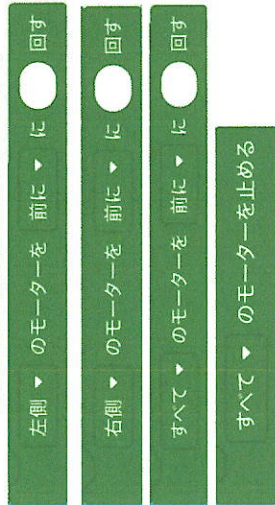 左側 ▼ のモーターを 前に ▼ に 回す
右側 ▼ のモーターを 前に ▼ に 回す
すべて ▼ のモーターを 前に ▼ に 回す
すべて ▼ のモーターを止める